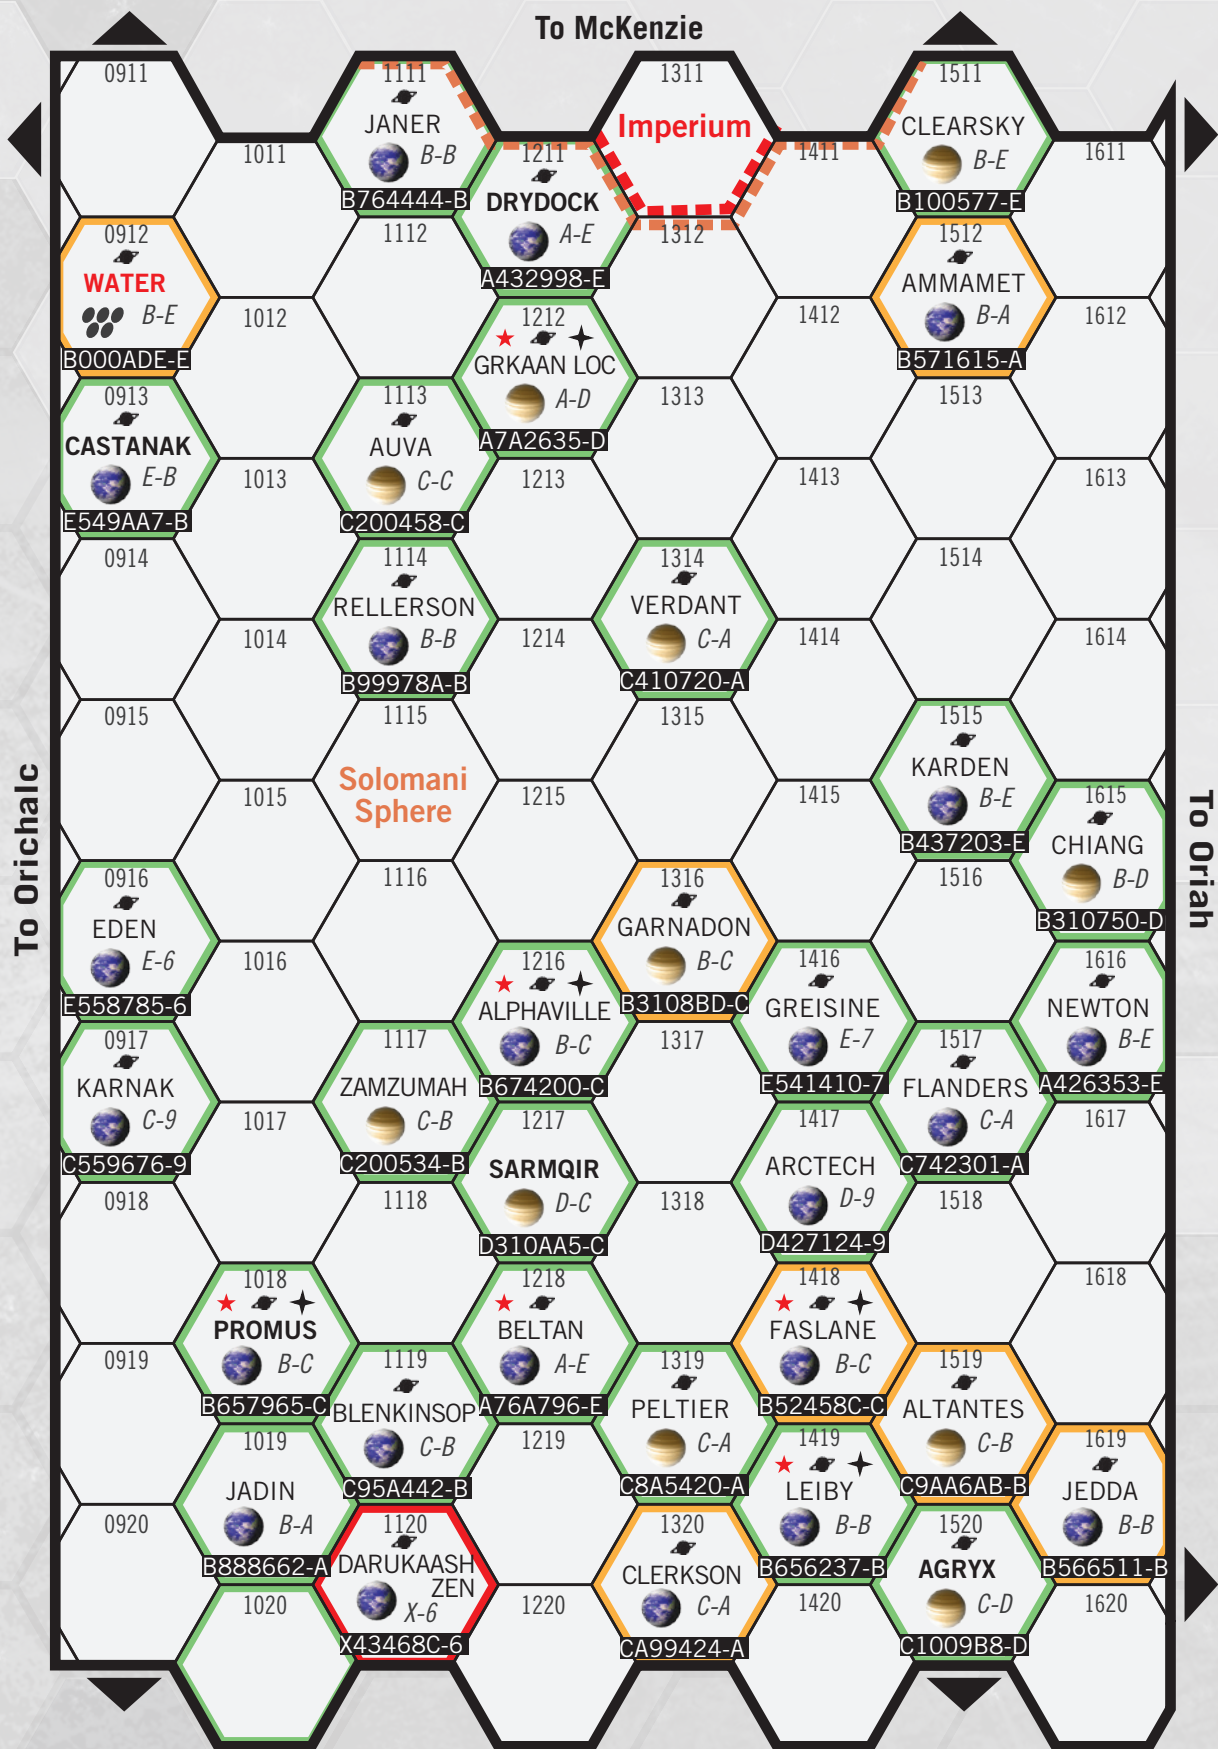 To McKenzie
0911
1111
JANER
B-B
B764444-B
1311
Imperium
1511
CLEARSKY
B-E
B100577-E
1011
1211
DRYDOCK
A-E
A432998-E
1411
1611
0912
WATER
B-E
B000ADE-E
1112
1312
1512
AMMAMET
B-A
B571615-A
1012
1212
GRKAAN LOC
A-D
A7A2635-D
1412
1612
0913
CASTANAK
E-B
E549AA7-B
1113
AUVA
C-C
C200458-C
1313
1513
1013
1213
1413
1613
0914
1114
RELLERSON
B-B
B99978A-B
1314
VERDANT
C-A
C410720-A
1514
1014
1214
1414
1614
0915
1115
Solomani
Sphere
1315
1515
KARDEN
B-E
B437203-E
1015
1215
1415
1615
CHIANG
B-D
B310750-D
To Orichalc
To Oriah
0916
EDEN
E-6
E558785-6
1116
1316
GARNADON
B-C
B3108BD-C
1516
1016
1216
ALPHAVILLE
B-C
B674200-C
1416
GREISINE
E-7
E541410-7
1616
NEWTON
B-E
A426353-E
0917
KARNAK
C-9
C559676-9
1117
ZAMZUMAH
C-B
C200534-B
1317
1517
FLANDERS
C-A
C742301-A
1017
1217
SARMQIR
D-C
D310AA5-C
1417
ARCTECH
D-9
D427124-9
1617
0918
1118
1318
1518
1018
PROMUS
B-C
B657965-C
1218
BELTAN
A-E
A76A796-E
1418
FASLANE
B-C
B52458C-C
1618
0919
1119
BLENKINSOP
C-B
C95A442-B
1319
PELTIER
C-A
C8A5420-A
1519
ALTANTES
C-B
C9AA6AB-B
1019
JADIN
B-A
B888662-A
1219
1419
LEIBY
B-B
B656237-B
1619
JEDDA
B-B
B566511-B
0920
1120
DARUKAASH
ZEN
X-6
X43468C-6
1320
CLERKSON
C-A
CA99424-A
1520
AGRYX
C-D
C1009B8-D
1020
1220
1420
1620